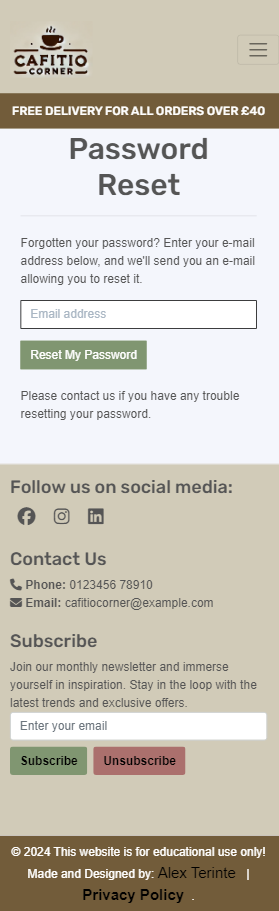 CAFITIO
CORNER
FREE DELIVERY FOR ALL ORDERS OVER £40
Password
Reset
Forgotten your password? Enter your e-mail
address below, and we'll send you an e-mail
allowing you to reset it.
Email address
Reset My Password
Please contact us if you have any trouble
resetting your password.
Follow us on social media:
Contact Us
Phone: 0123456 78910
Email: cafitiocorner@example.com
Subscribe
Join our monthly newsletter and immerse
yourself in inspiration. Stay in the loop with the
latest trends and exclusive offers.
Enter your email
Subscribe Unsubscribe
© 2024 This website is for educational use only!
Made and Designed by: Alex Terinte |
Privacy Policy .